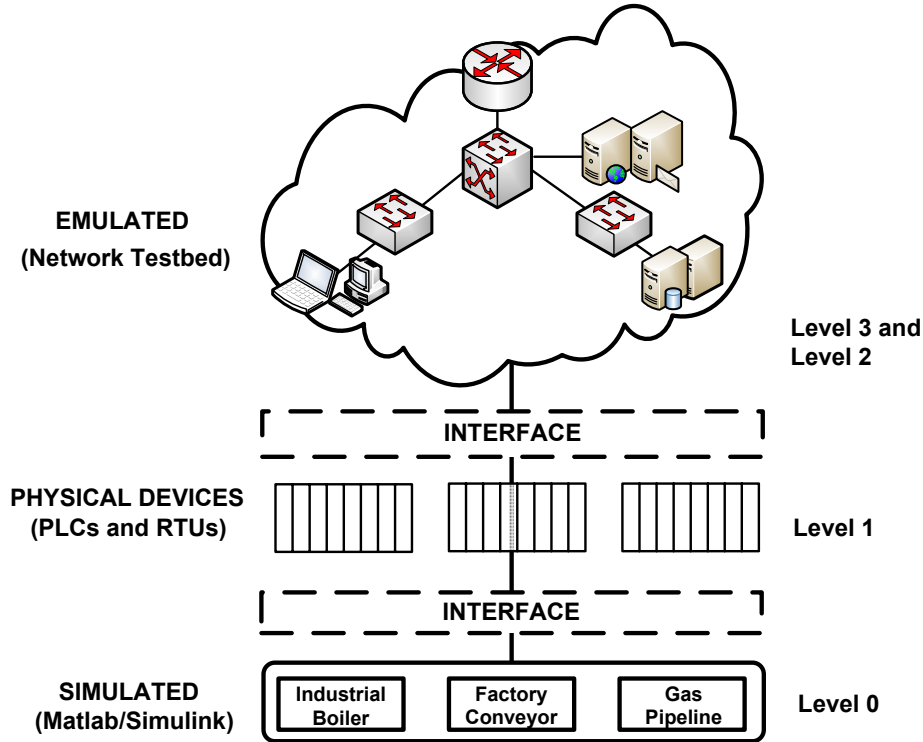 EMULATED
(Network Testbed)
Level 3 and
Level 2
INTERFACE
PHYSICAL DEVICES
(PLCs and RTUs)
Level 1
INTERFACE
SIMULATED
(Matlab/Simulink)
Industrial
Boiler
Factory
Conveyor
Gas
Pipeline
Level 0